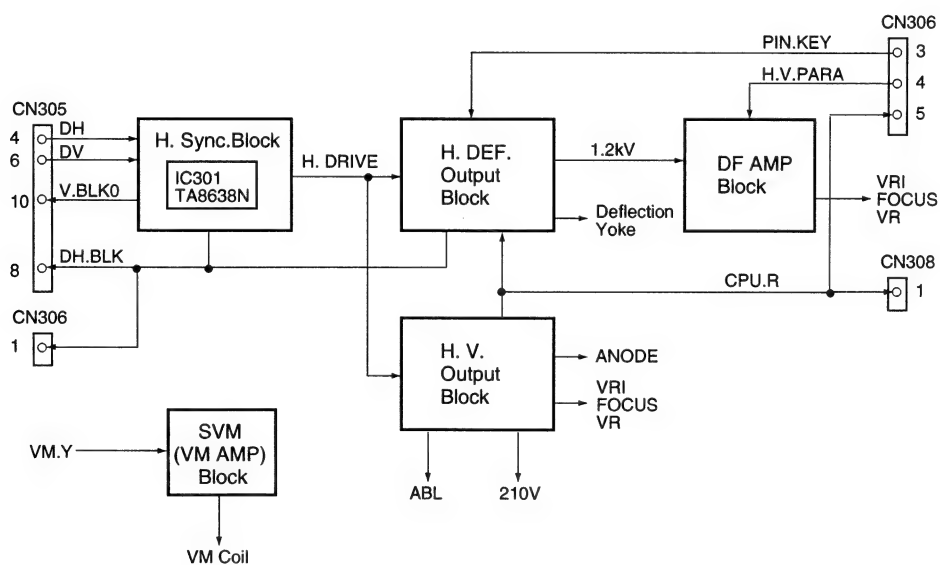 CN306
PIN.KEY
3
H.V.PARA
4
5
CN305
4
DH
6
DV
10
V.BLK0
8
DH.BLK
H. Sync.Block
IC301
TA8638N
H. DRIVE
H. DEF.
Output
Block
1.2kV
DF AMP
Block
Deflection
Yoke
VRI
FOCUS
VR
CN308
1
CPU.R
CN306
1
H. V.
Output
Block
ANODE
VRI
FOCUS
VR
ABL
210V
VM.Y
SVM
(VM AMP)
Block
VM Coil